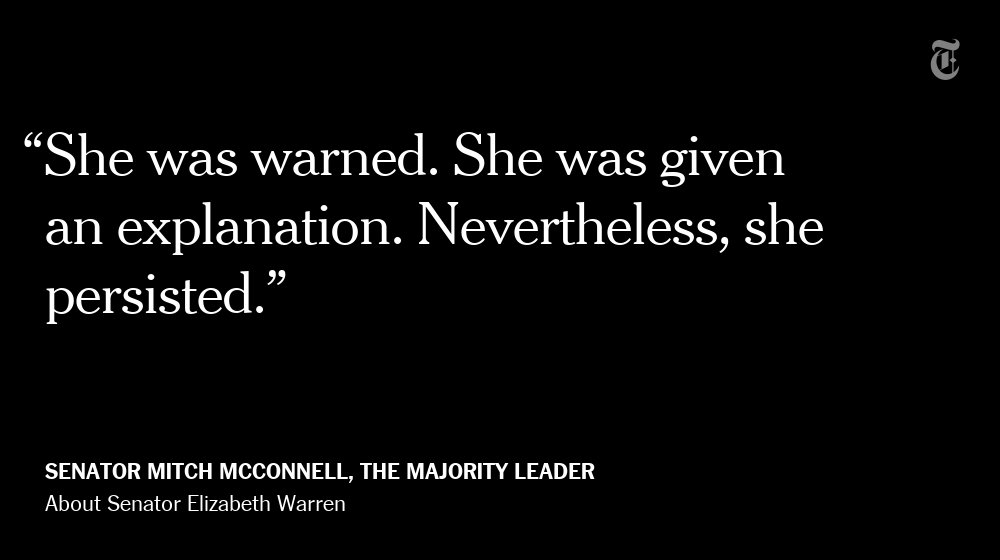 “She was warned. She was given
an explanation. Nevertheless, she
persisted.”
SENATOR MITCH MCCONNELL, THE MAJORITY LEADER
About Senator Elizabeth Warren
T